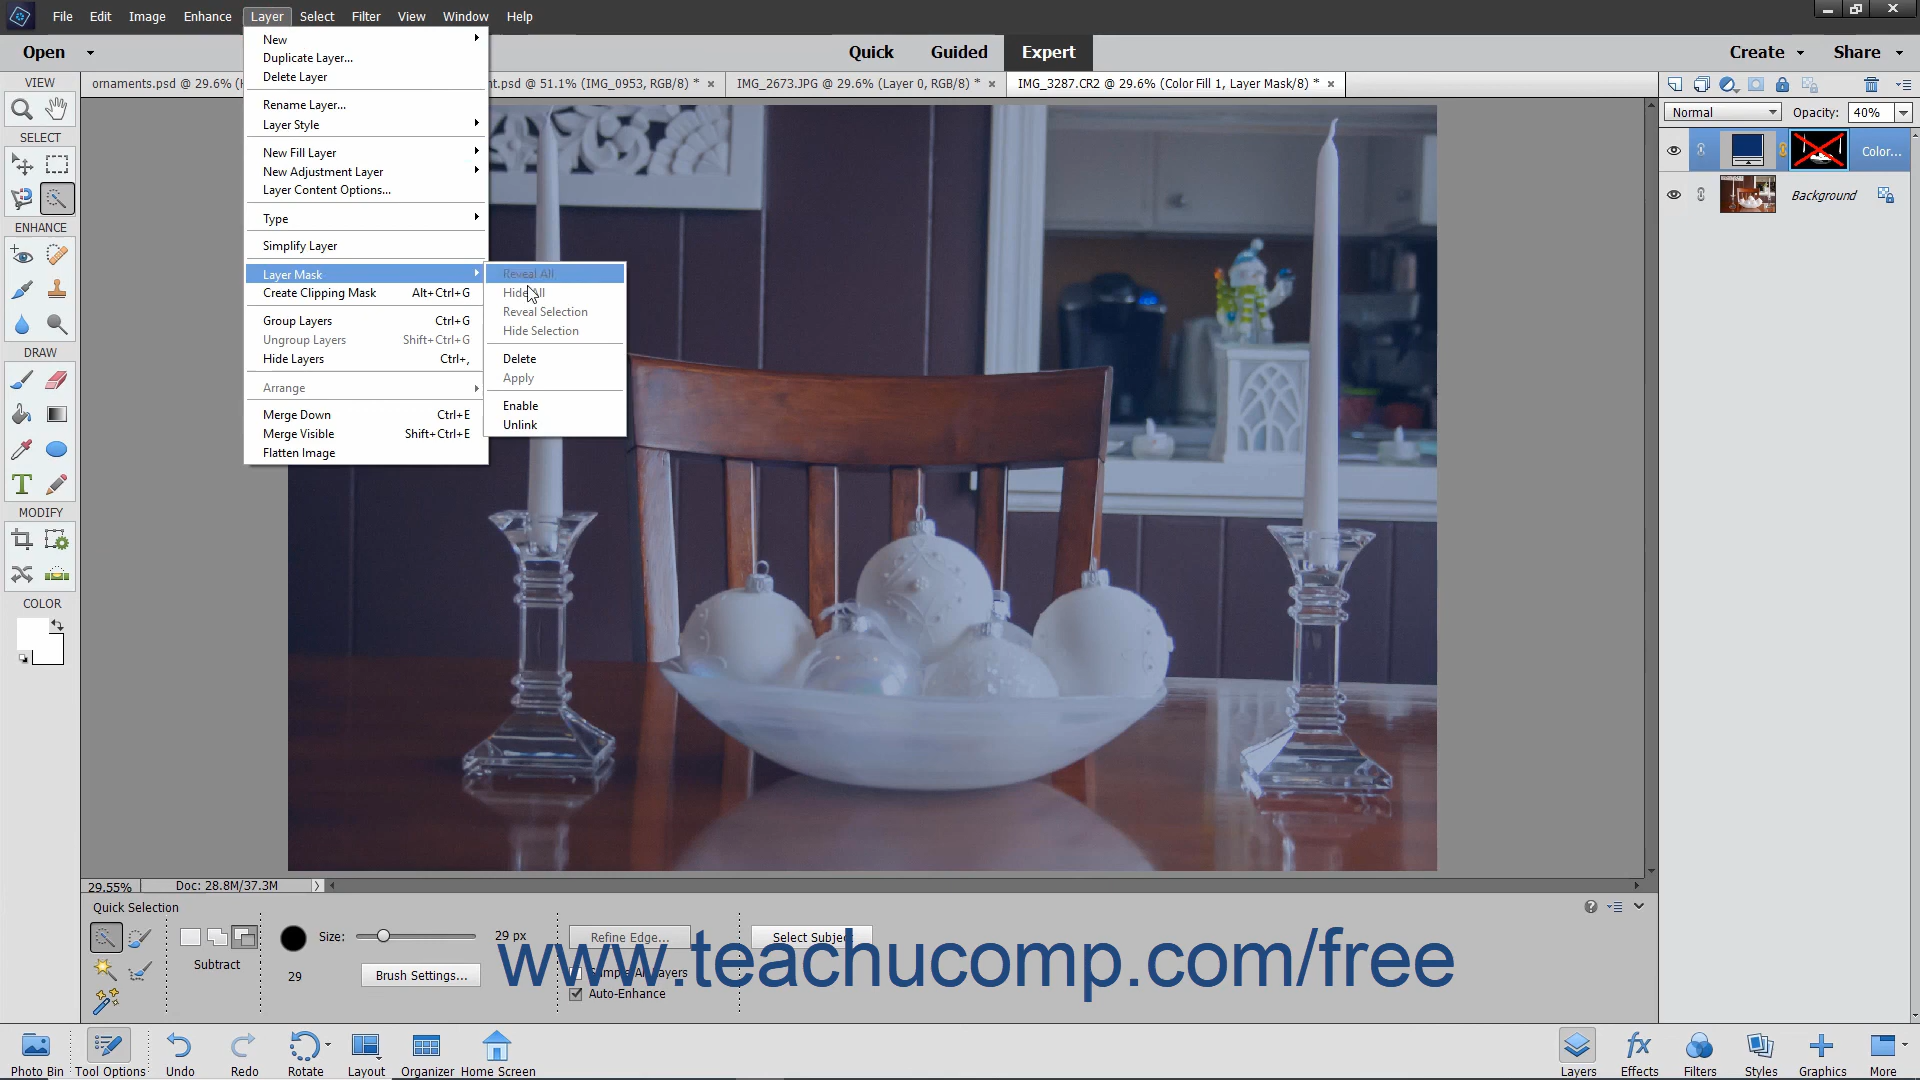 File Edit Image Enhance Layer Select Filter View Window Help
Open
Quick Guided Expert
Create Share
ornaments.psd @ 29.6% (
nt.psd @ 51.1% (IMG_0953, RGB/8) *
IMG_2673.JPG @ 29.6% (Layer 0, RGB/8) *
IMG_3287.CR2 @ 29.6% (Color Fill 1, Layer Mask/8) *
VIEW
SELECT
ENHANCE
DRAW
MODIFY
COLOR
New
Duplicate Layer...
Delete Layer
Rename Layer...
Layer Style
New Fill Layer
New Adjustment Layer
Layer Content Options...
Type
Simplify Layer
Layer Mask
Create Clipping Mask Alt+Ctrl+G
Group Layers Ctrl+G
Ungroup Layers Shift+Ctrl+G
Hide Layers Ctrl+,
Arrange
Merge Down Ctrl+E
Merge Visible Shift+Ctrl+E
Flatten Image
Reveal All
Hide All
Reveal Selection
Hide Selection
Delete
Apply
Enable
Unlink
Normal Opacity: 40%
Color...
Background
29.55% Doc: 28.8M/37.3M
Quick Selection
Subtract
Size: 29 px
29
Brush Settings...
Refine Edge...
Select Subject
Sample All Layers
Auto-Enhance
www.teachucomp.com/free
Photo Bin Tool Options Undo Redo Rotate Layout Organizer Home Screen
Layers Effects Filters Styles Graphics More